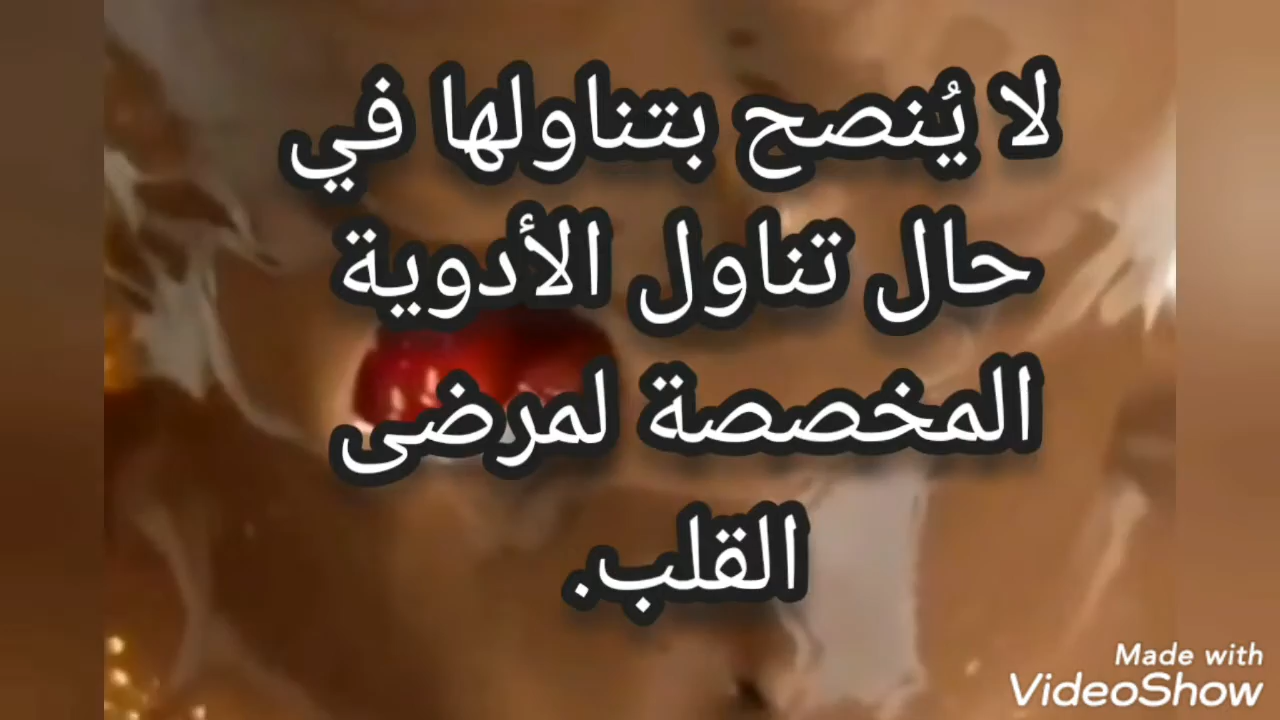 لا يُنصح بتناولها في
حال تناول الأدوية
المخصصة لمرضى
القلب.
Made with
VideoShow